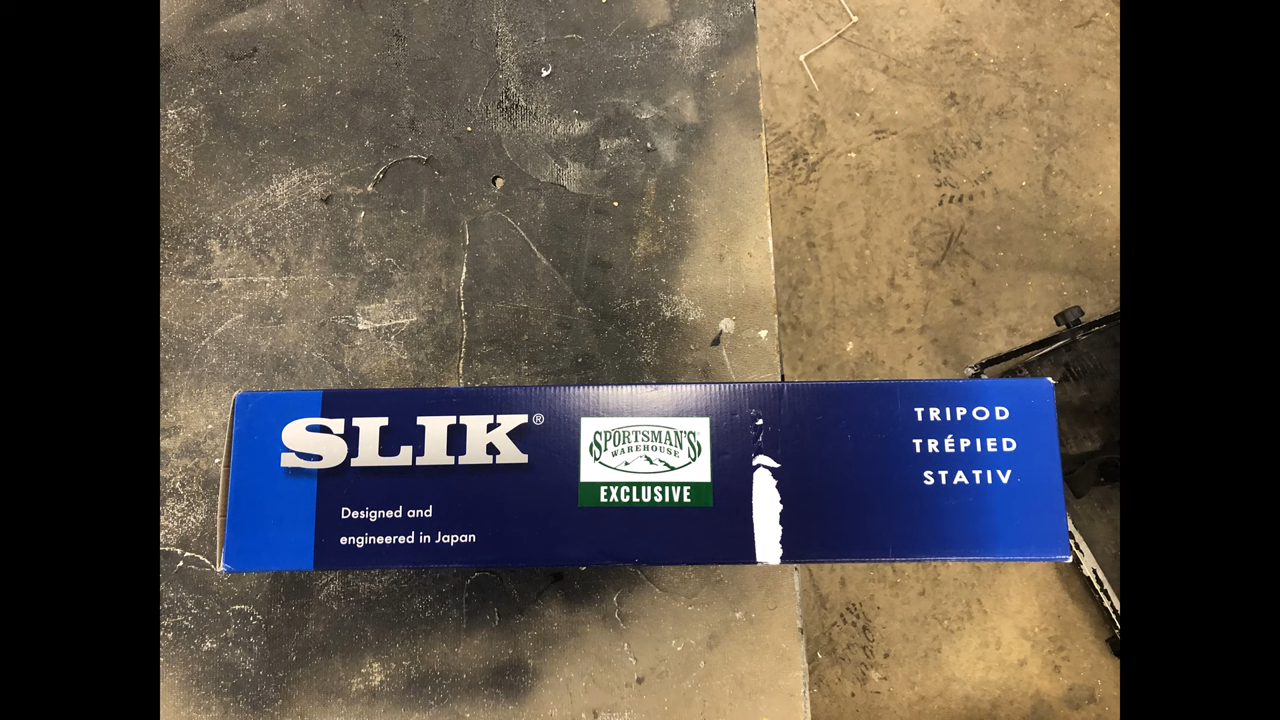 SLIK®
Designed and
engineered in Japan
SPORTSMAN'S
WAREHOUSE
EXCLUSIVE
TRIPOD
TRÉPIED
STATIV